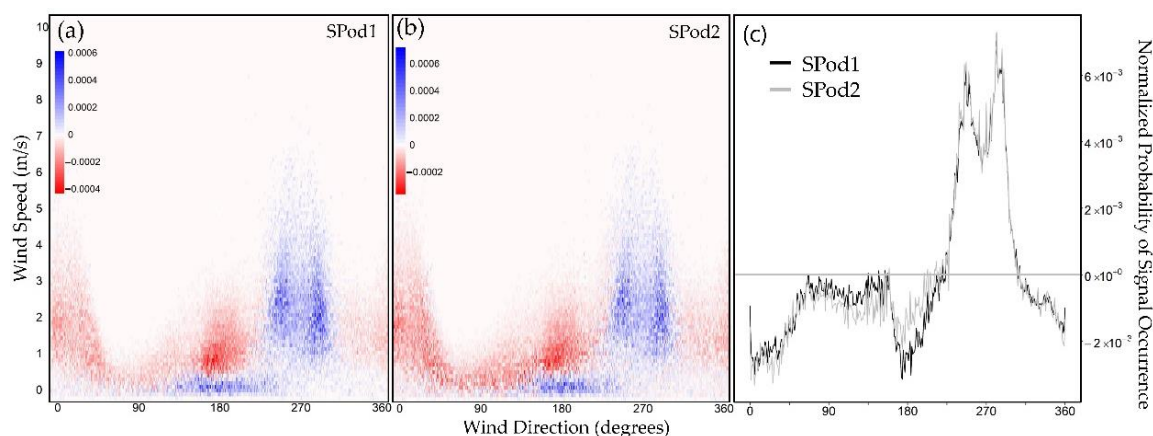 (a) SPod1
0.0006
0.0004
0.0002
0
−0.0002
−0.0004
(b) SPod2
0.0006
0.0004
0.0002
0
−0.0002
(c)
SPod1
SPod2
10
9
8
7
6
5
4
3
2
1
0
Wind Speed (m/s)
0 90 180 270 360
0 90 180 270 360
0 90 180 270 360
Wind Direction (degrees)
6×10⁻³
4×10⁻³
2×10⁻³
0×10⁻⁰
−2×10⁻³
Normalized Probability of Signal Occurrence